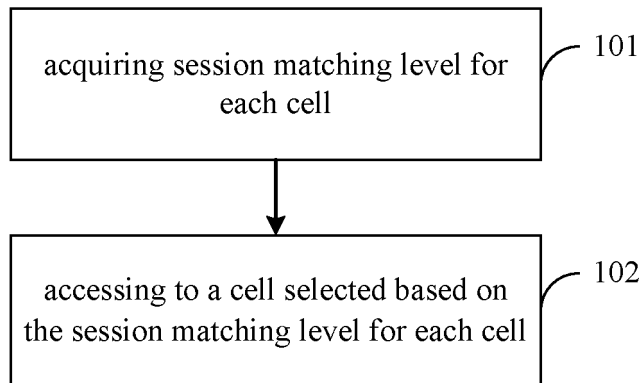 acquiring session matching level for
each cell
101
accessing to a cell selected based on
the session matching level for each cell
102